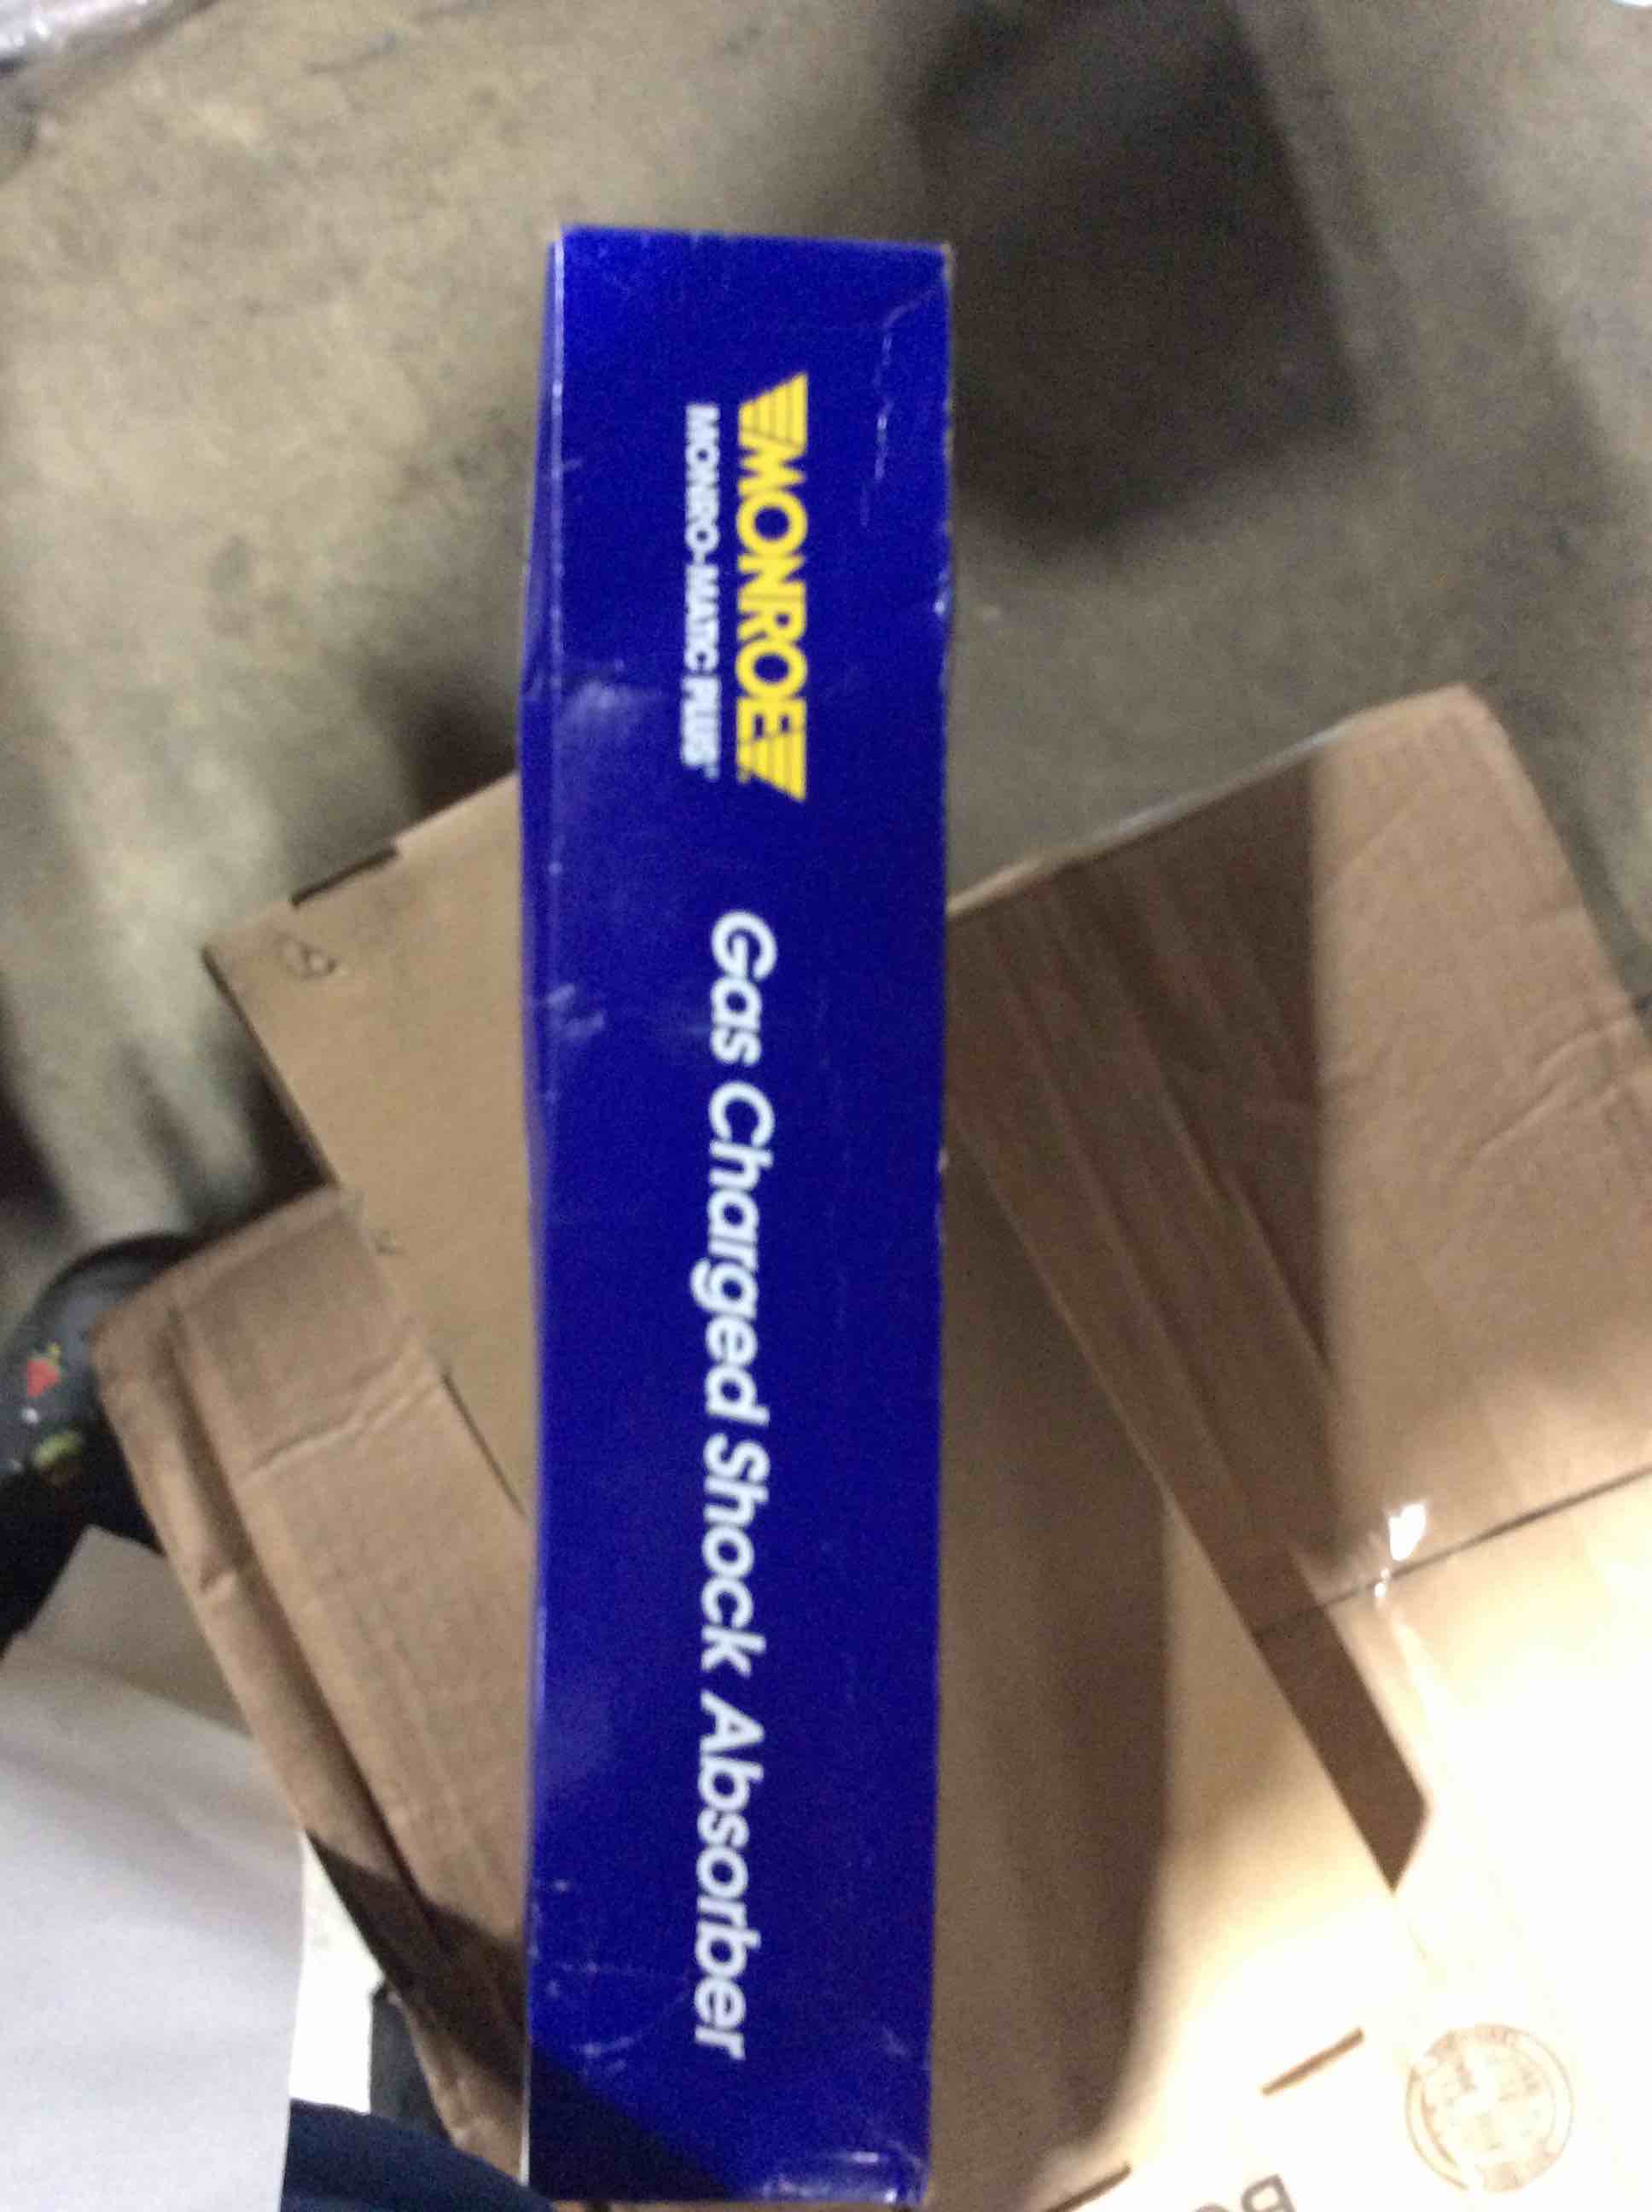 MONROE
MONRO-MATIC PLUS®
Gas Charged Shock Absorber